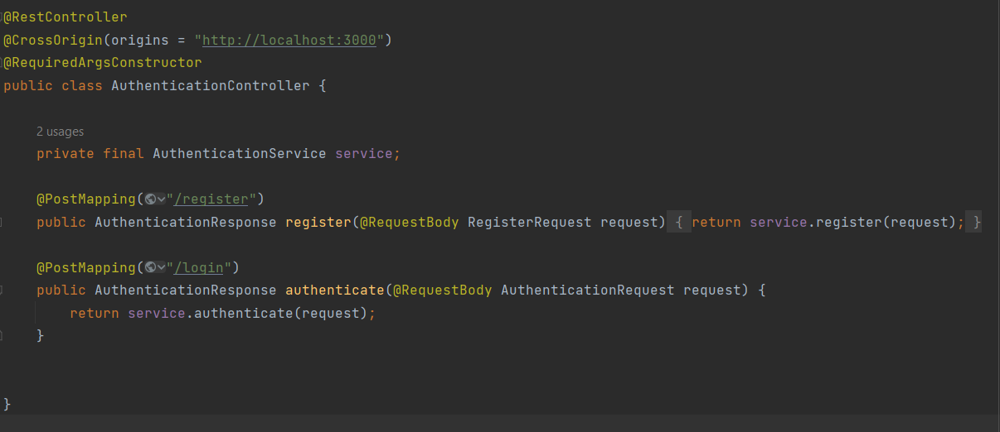 @RestController
@CrossOrigin(origins = "http://localhost:3000")
@RequiredArgsConstructor
public class AuthenticationController {
2 usages
private final AuthenticationService service;
@PostMapping("/register")
public AuthenticationResponse register(@RequestBody RegisterRequest request) { return service.register(request); }
@PostMapping("/login")
public AuthenticationResponse authenticate(@RequestBody AuthenticationRequest request) {
return service.authenticate(request);
}
}